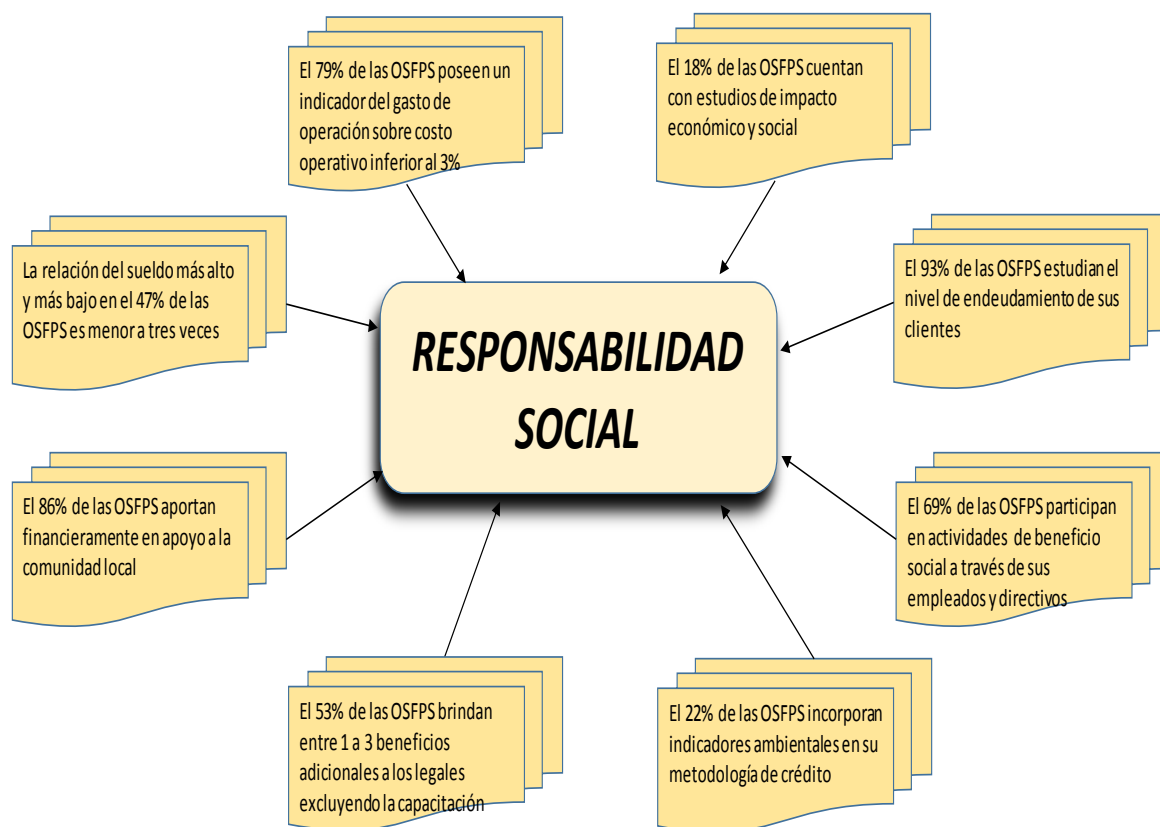 El 79% de las OSFPS poseen un
indicador del gasto de
operación sobre costo
operativo inferior al 3%
El 18% de las OSFPS cuentan
con estudios de impacto
económico y social
La relación del sueldo más alto
y más bajo en el 47% de las
OSFPS es menor a tres veces
El 93% de las OSFPS estudian el
nivel de endeudamiento de sus
clientes
RESPONSABILIDAD
SOCIAL
El 86% de las OSFPS aportan
financieramente en apoyo a la
comunidad local
El 69% de las OSFPS participan
en actividades de beneficio
social a través de sus
empleados y directivos
El 53% de las OSFPS brindan
entre 1 a 3 beneficios
adicionales a los legales
excluyendo la capacitación
El 22% de las OSFPS incorporan
indicadores ambientales en su
metodología de crédito